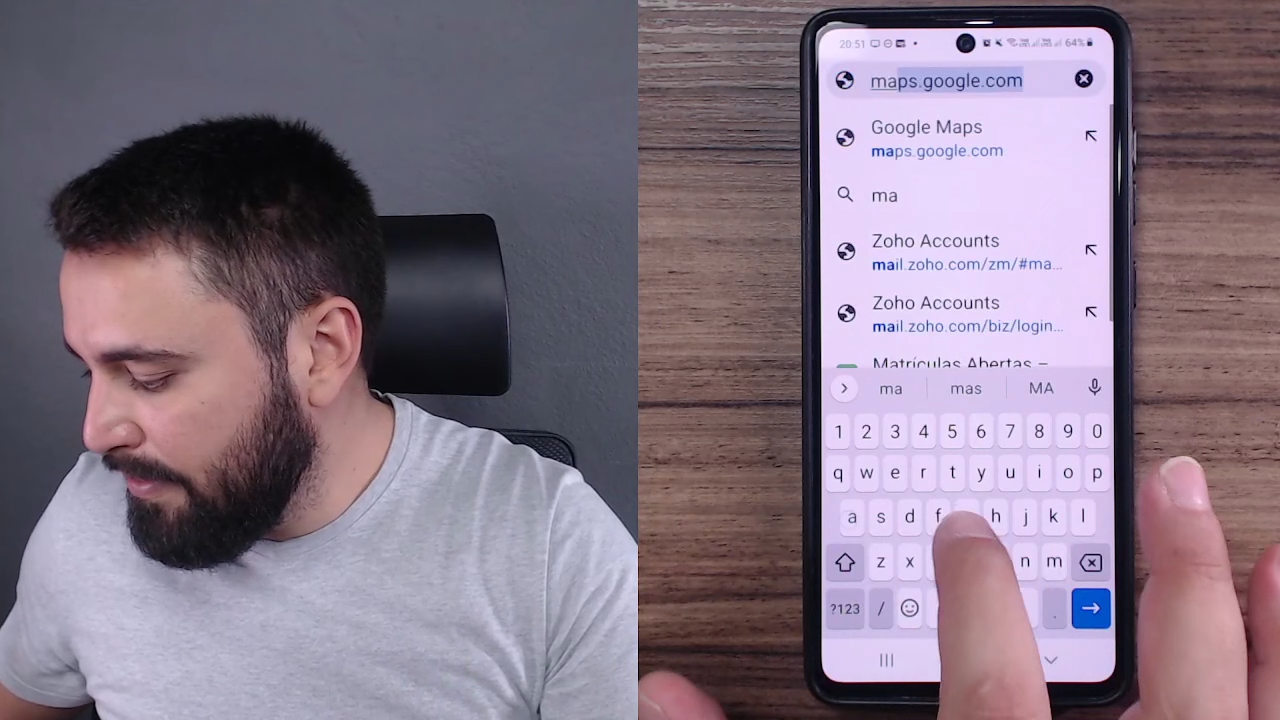 20:51
64%
maps.google.com
Google Maps
maps.google.com
ma
Zoho Accounts
mail.zoho.com/zm/#ma...
Zoho Accounts
mail.zoho.com/biz/login...
Matrículas Abertas –
ma mas MA
1 2 3 4 5 6 7 8 9 0
q w e r t y u i o p
a s d f h j k l
z x n m
?123 / .